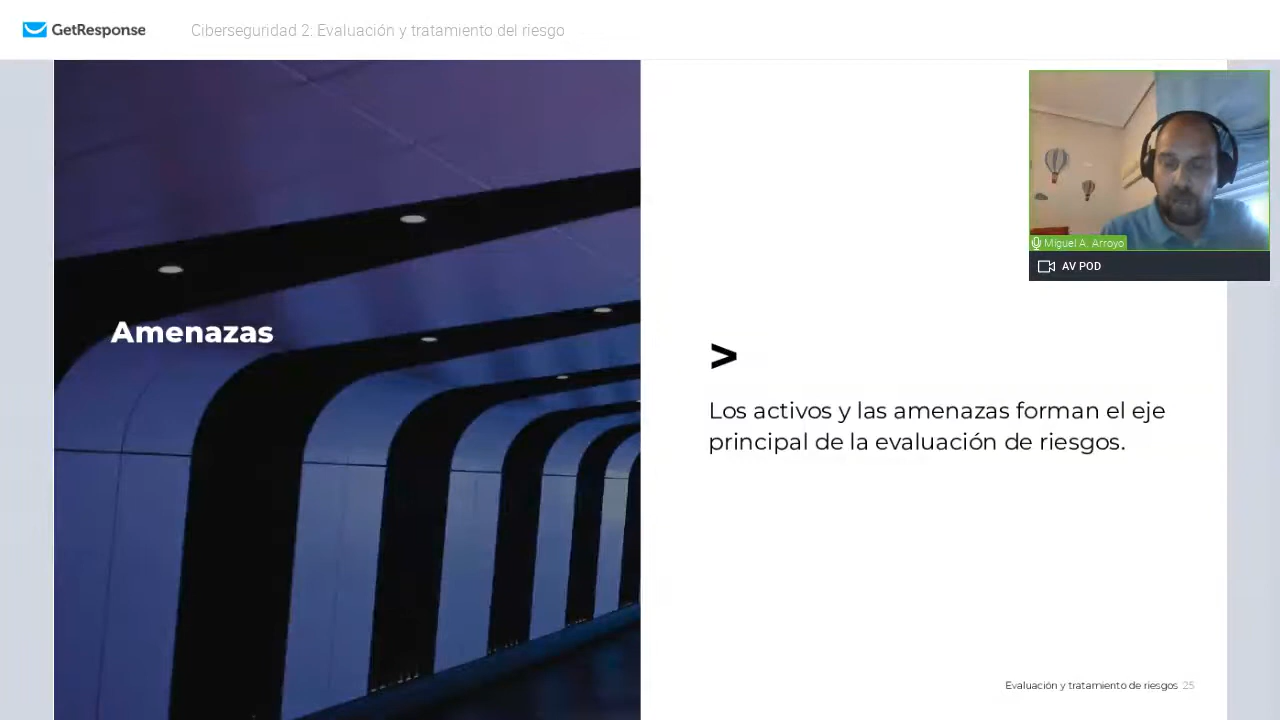 GetResponse
Ciberseguridad 2: Evaluación y tratamiento del riesgo
Miguel A. Arroyo
AV POD
Amenazas
>
Los activos y las amenazas forman el eje
principal de la evaluación de riesgos.
Evaluación y tratamiento de riesgos 25